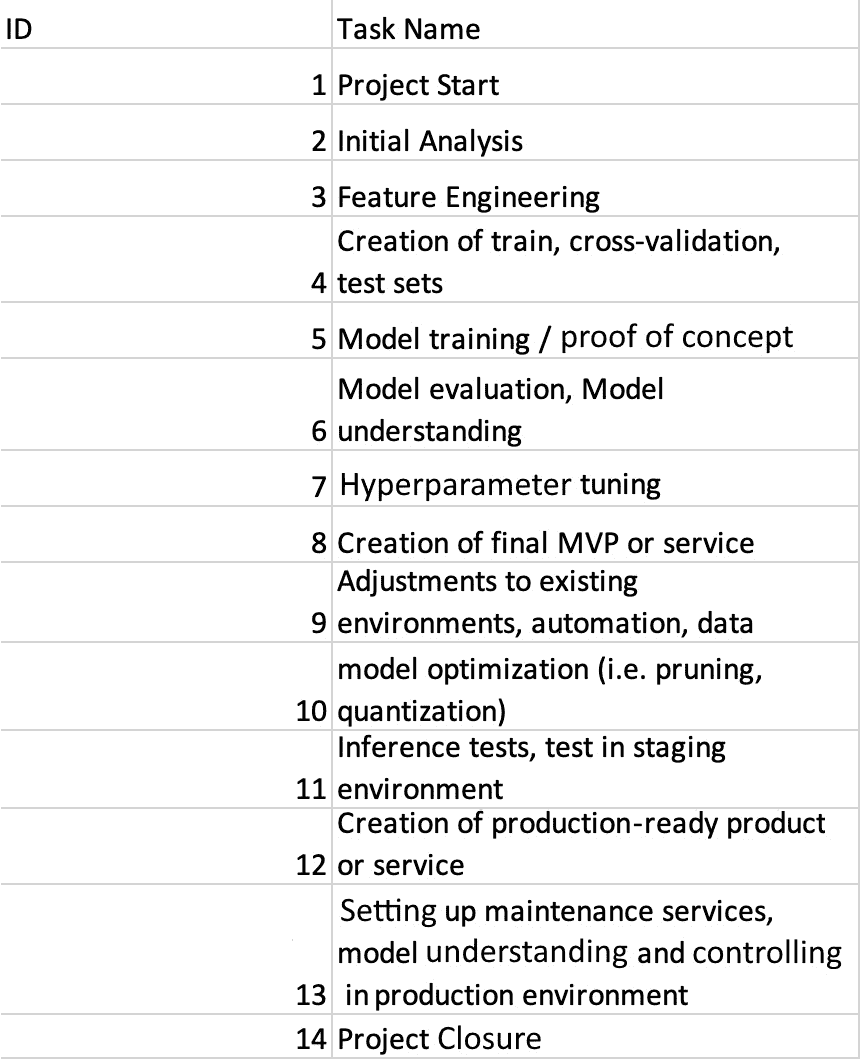 ID Task Name
1 Project Start
2 Initial Analysis
3 Feature Engineering
Creation of train, cross-validation,
4 test sets
5 Model training / proof of concept
Model evaluation, Model
6 understanding
7 Hyperparameter tuning
8 Creation of final MVP or service
Adjustments to existing
9 environments, automation, data
model optimization (i.e. pruning,
10 quantization)
Inference tests, test in staging
11 environment
Creation of production-ready product
12 or service
Setting up maintenance services,
model understanding and controlling
13 in production environment
14 Project Closure